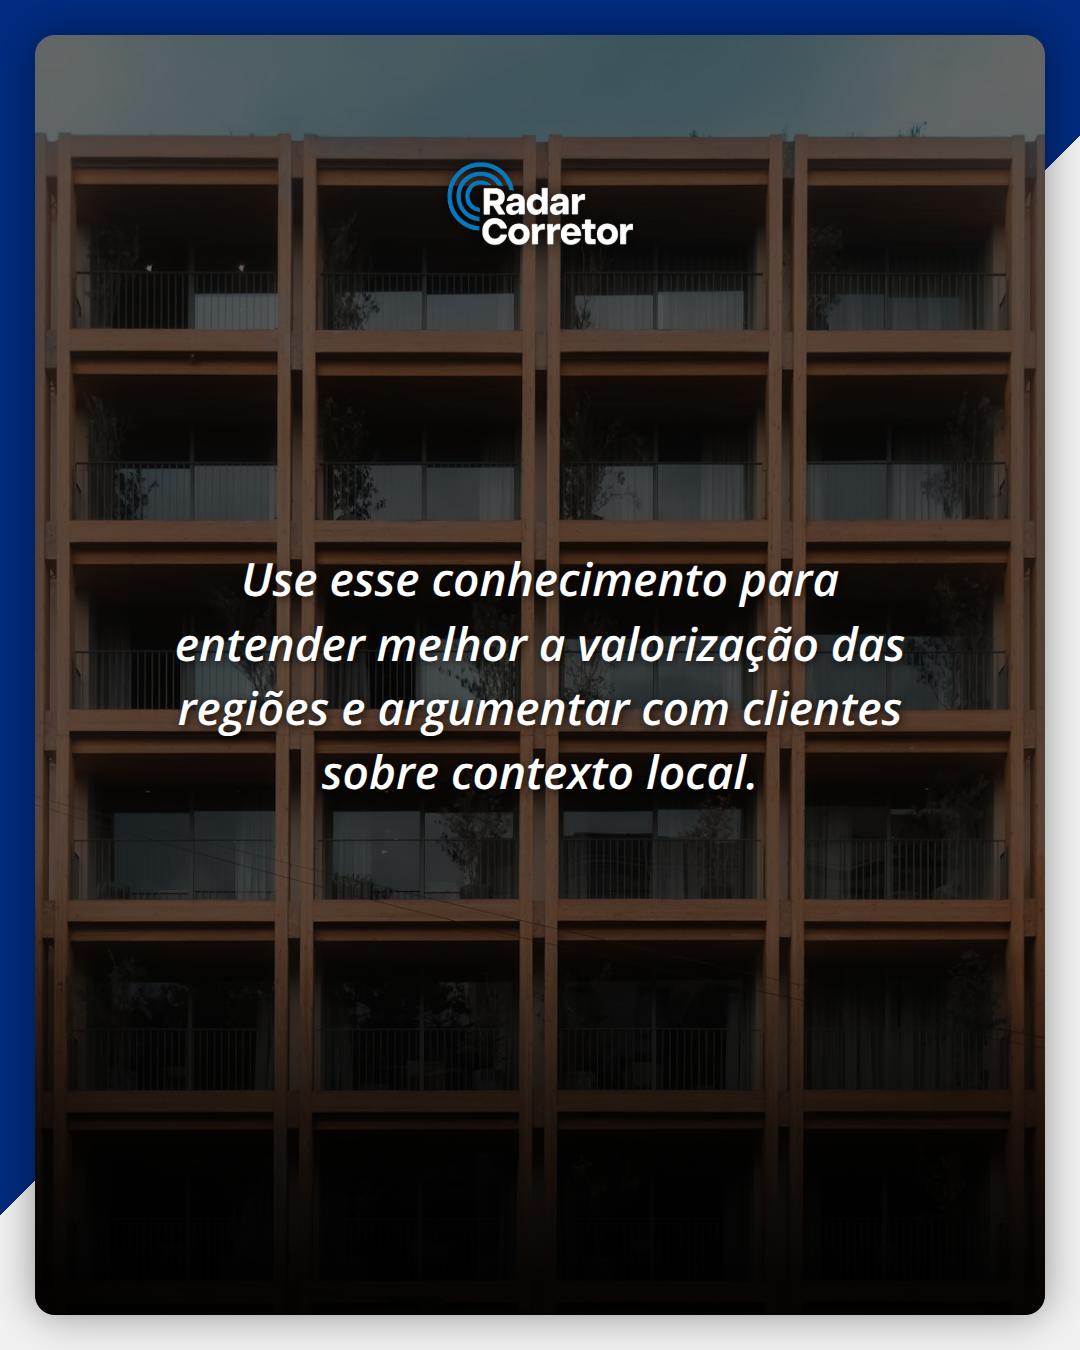 Radar
Corretor
Use esse conhecimento para
entender melhor a valorização das
regiões e argumentar com clientes
sobre contexto local.